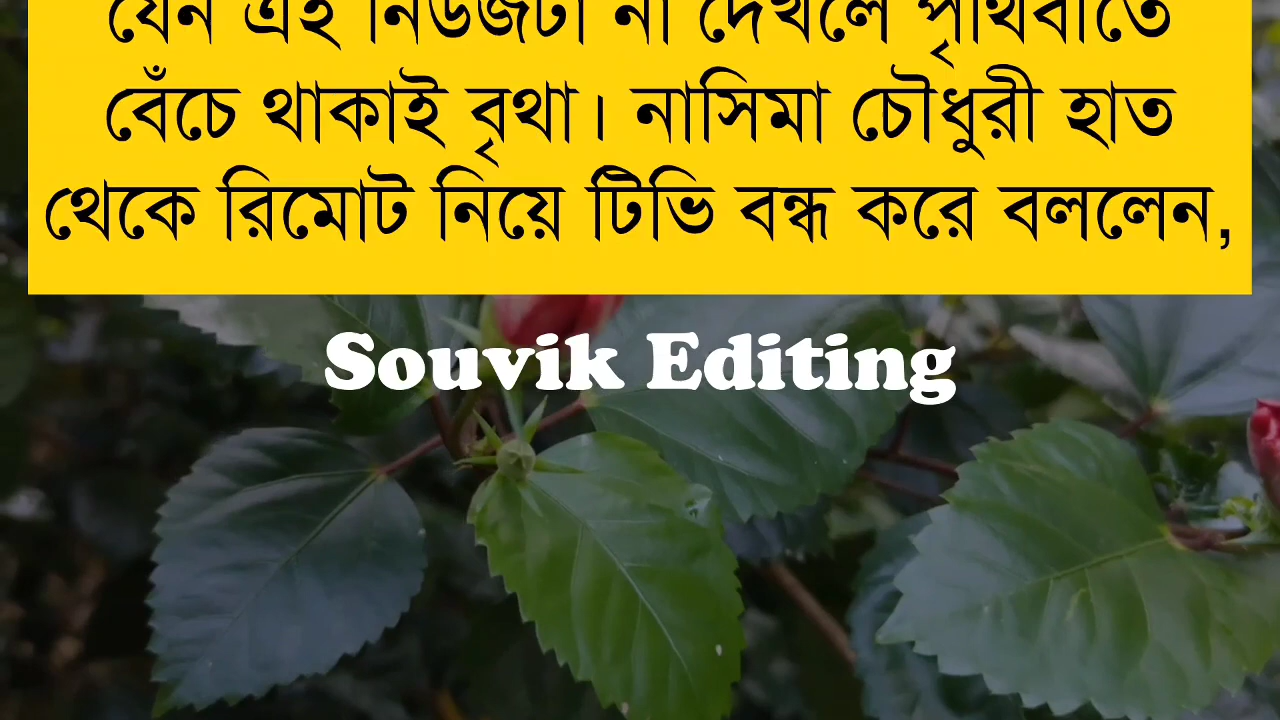 যেন এই নিউজটা না দেখলে পৃথিবীতে
বেঁচে থাকাই বৃথা। নাসিমা চৌধুরী হাত
থেকে রিমোট নিয়ে টিভি বন্ধ করে বললেন,
Souvik Editing